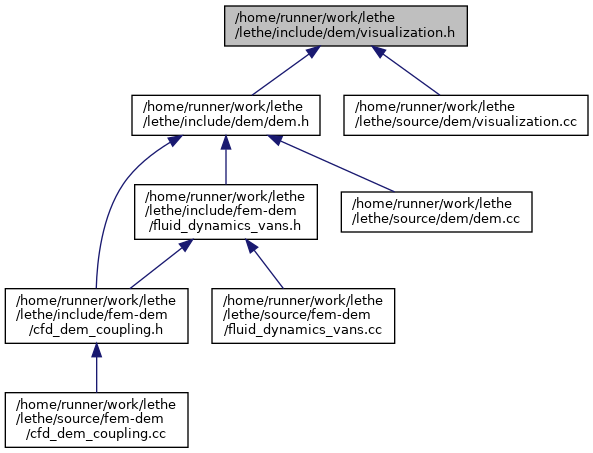 /home/runner/work/lethe
/lethe/include/dem/visualization.h
/home/runner/work/lethe
/lethe/include/dem/dem.h
/home/runner/work/lethe
/lethe/source/dem/visualization.cc
/home/runner/work/lethe
/lethe/include/fem-dem
/fluid_dynamics_vans.h
/home/runner/work/lethe
/lethe/source/dem/dem.cc
/home/runner/work/lethe
/lethe/include/fem-dem
/cfd_dem_coupling.h
/home/runner/work/lethe
/lethe/source/fem-dem
/fluid_dynamics_vans.cc
/home/runner/work/lethe
/lethe/source/fem-dem
/cfd_dem_coupling.cc